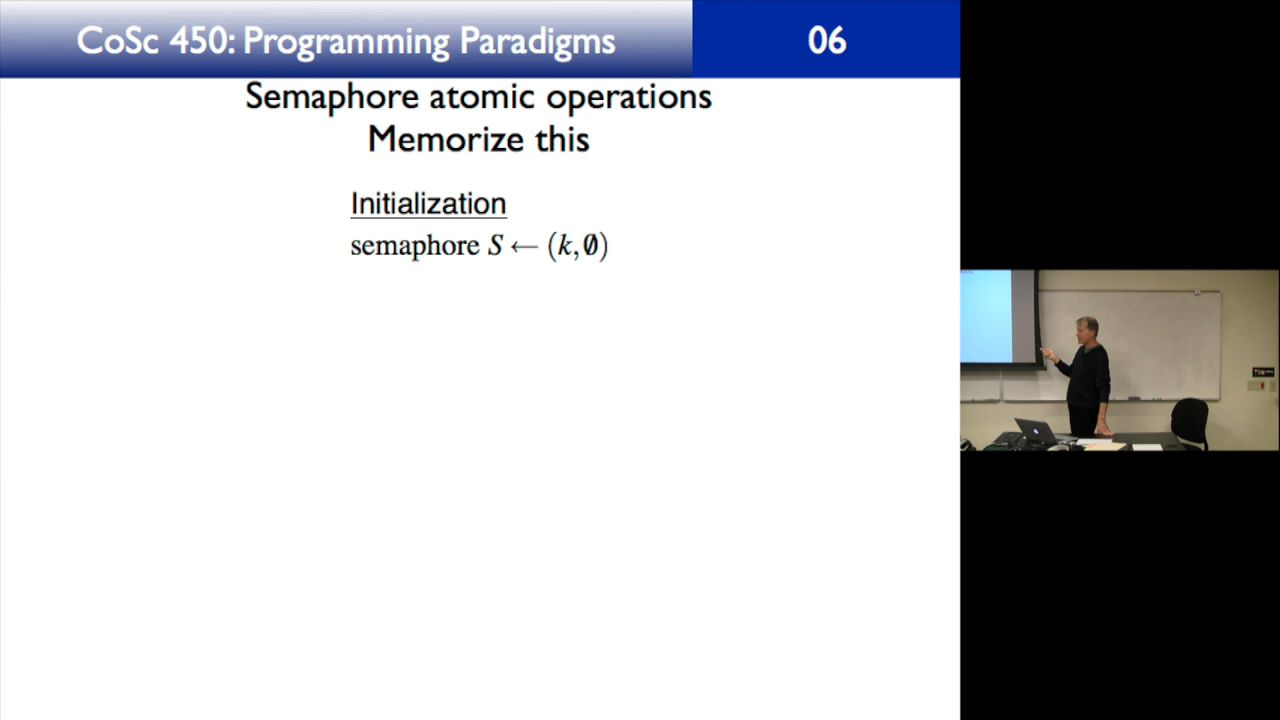 CoSc 450: Programming Paradigms
06
Semaphore atomic operations
Memorize this
Initialization
semaphore S ← (k, ∅)